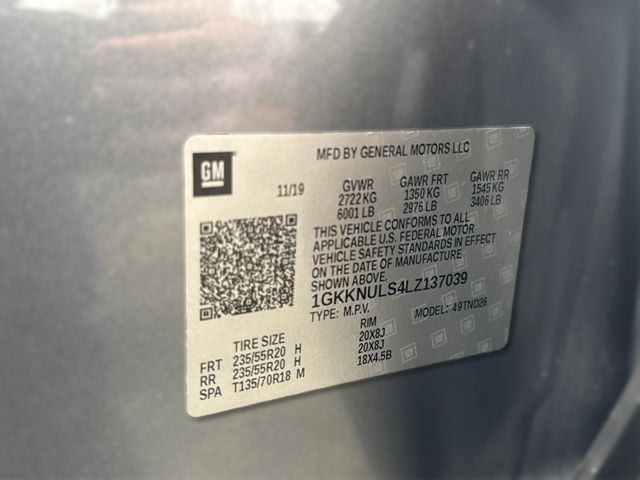 GM
MFD BY GENERAL MOTORS LLC
11/19
GVWR GAWR FRT GAWR RR
2722 KG 1350 KG 1545 KG
6001 LB 2976 LB 3406 LB
THIS VEHICLE CONFORMS TO ALL
APPLICABLE U.S. FEDERAL MOTOR
VEHICLE SAFETY STANDARDS IN EFFECT
ON THE DATE OF MANUFACTURE
SHOWN ABOVE.
1GKKNULS4LZ137039
TYPE: M.P.V. MODEL: 49TND26
TIRE SIZE RIM
FRT 235/55R20 H 20X8J
RR 235/55R20 H 20X8J
SPA T135/70R18 M 18X4.5B